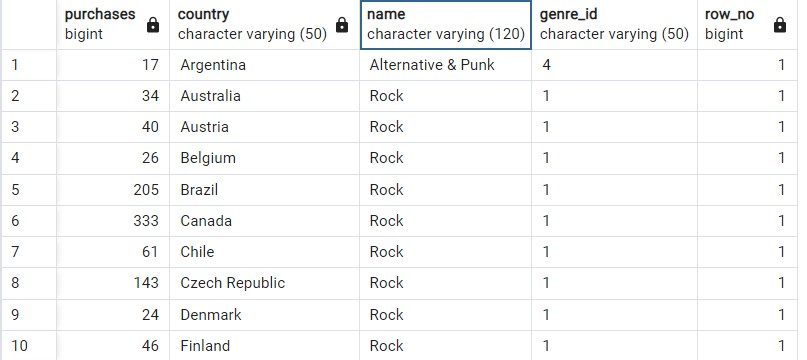 purchases country name genre_id row_no
bigint character varying (50) character varying (120) character varying (50) bigint
1 17 Argentina Alternative & Punk 4 1
2 34 Australia Rock 1 1
3 40 Austria Rock 1 1
4 26 Belgium Rock 1 1
5 205 Brazil Rock 1 1
6 333 Canada Rock 1 1
7 61 Chile Rock 1 1
8 143 Czech Republic Rock 1 1
9 24 Denmark Rock 1 1
10 46 Finland Rock 1 1